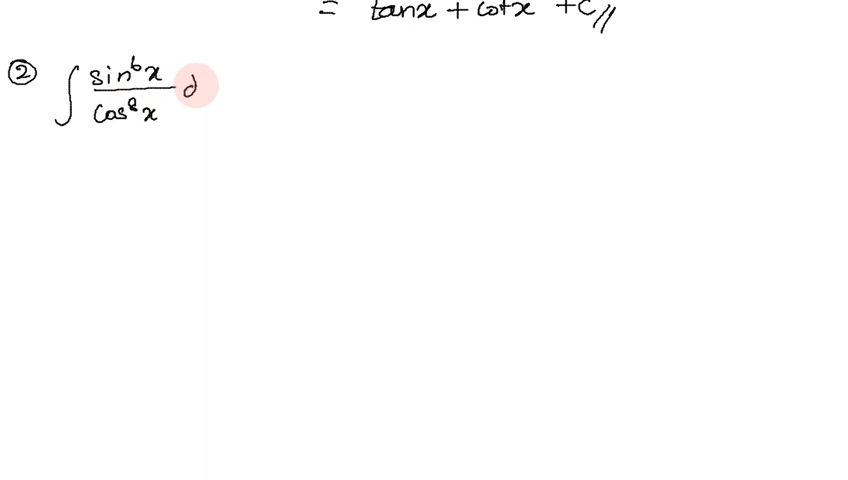 = tanx + cotx + C //
② ∫ sin⁶x / cos⁸x d